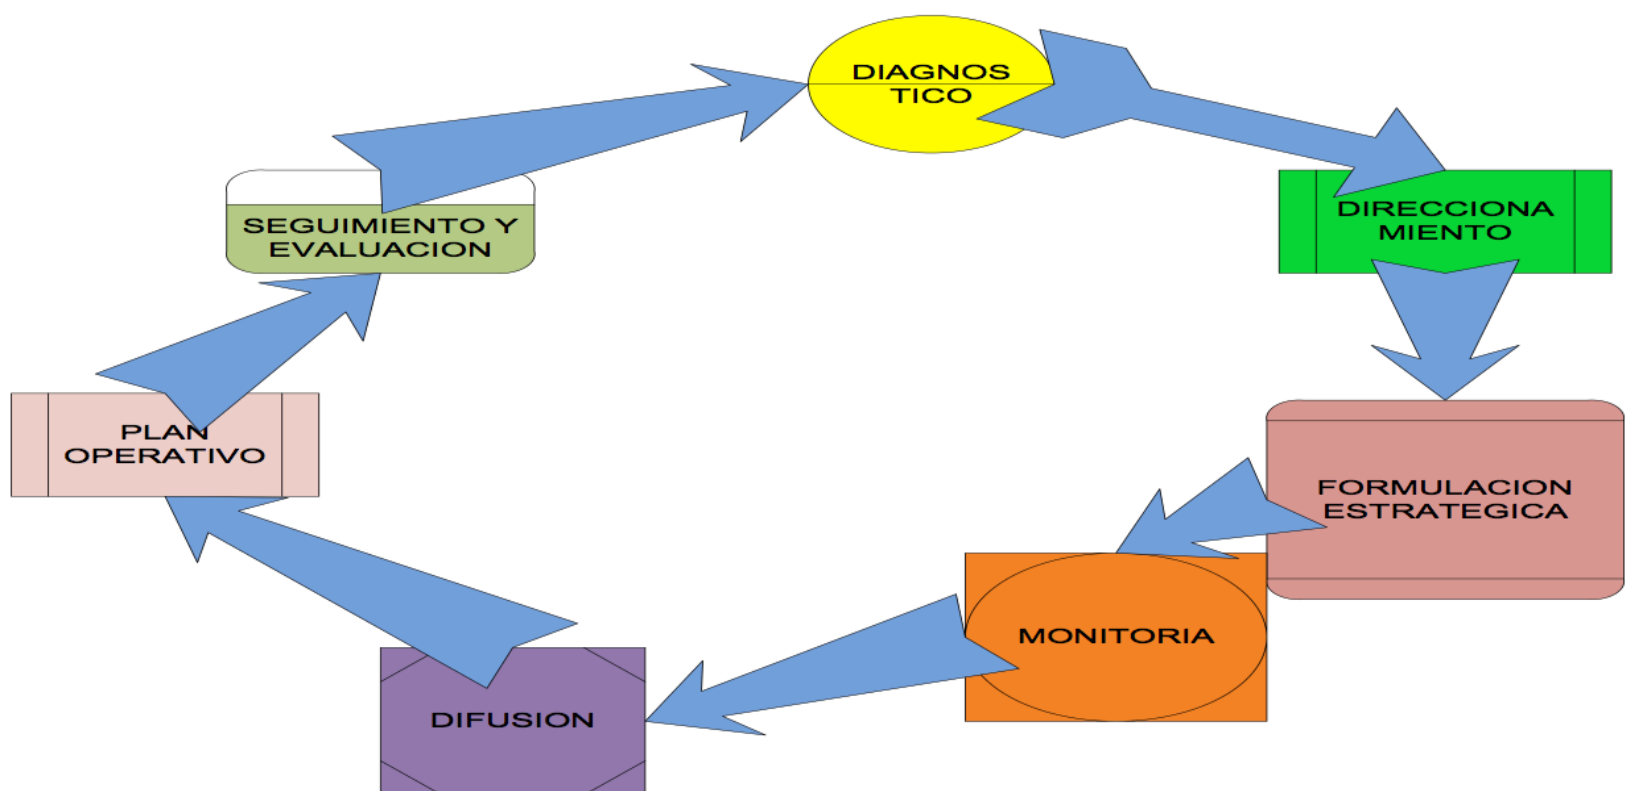 DIAGNOS
TICO
DIRECCIONA
MIENTO
FORMULACION
ESTRATEGICA
MONITORIA
DIFUSION
PLAN
OPERATIVO
SEGUIMIENTO Y
EVALUACION